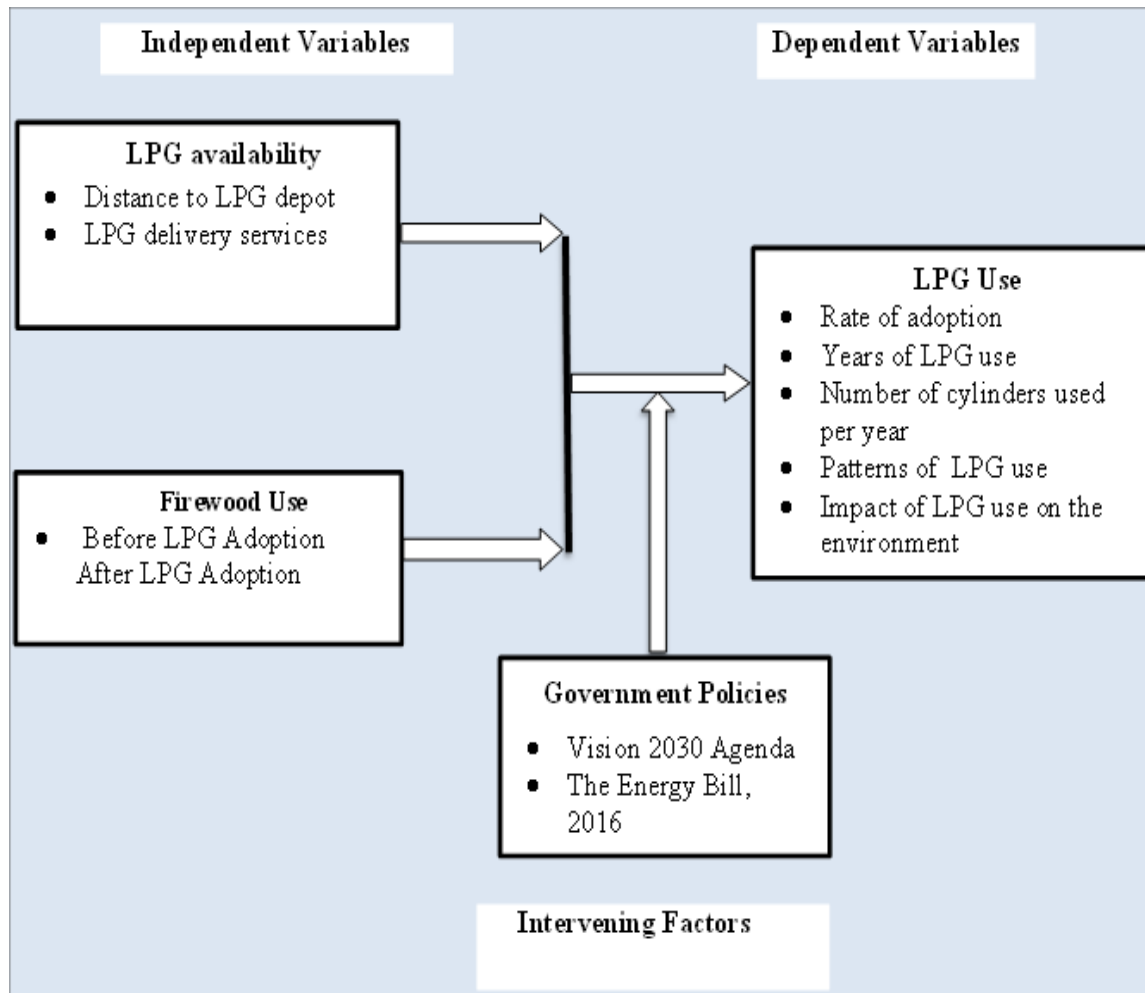 Independent Variables
Dependent Variables
LPG availability
● Distance to LPG depot
● LPG delivery services
LPG Use
● Rate of adoption
● Years of LPG use
● Number of cylinders used
per year
● Patterns of LPG use
● Impact of LPG use on the
environment
Firewood Use
● Before LPG Adoption
After LPG Adoption
Government Policies
● Vision 2030 Agenda
● The Energy Bill,
2016
Intervening Factors